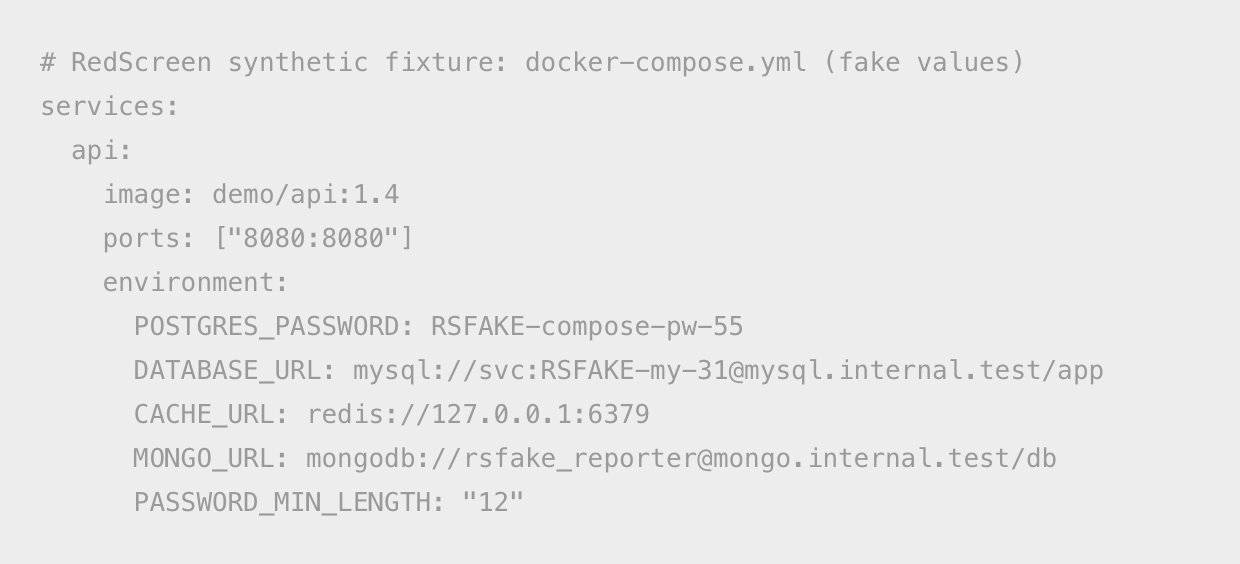 # RedScreen synthetic fixture: docker-compose.yml (fake values)
services:
  api:
    image: demo/api:1.4
    ports: ["8080:8080"]
    environment:
      POSTGRES_PASSWORD: RSFAKE-compose-pw-55
      DATABASE_URL: mysql://svc:RSFAKE-my-31@mysql.internal.test/app
      CACHE_URL: redis://127.0.0.1:6379
      MONGO_URL: mongodb://rsfake_reporter@mongo.internal.test/db
      PASSWORD_MIN_LENGTH: "12"